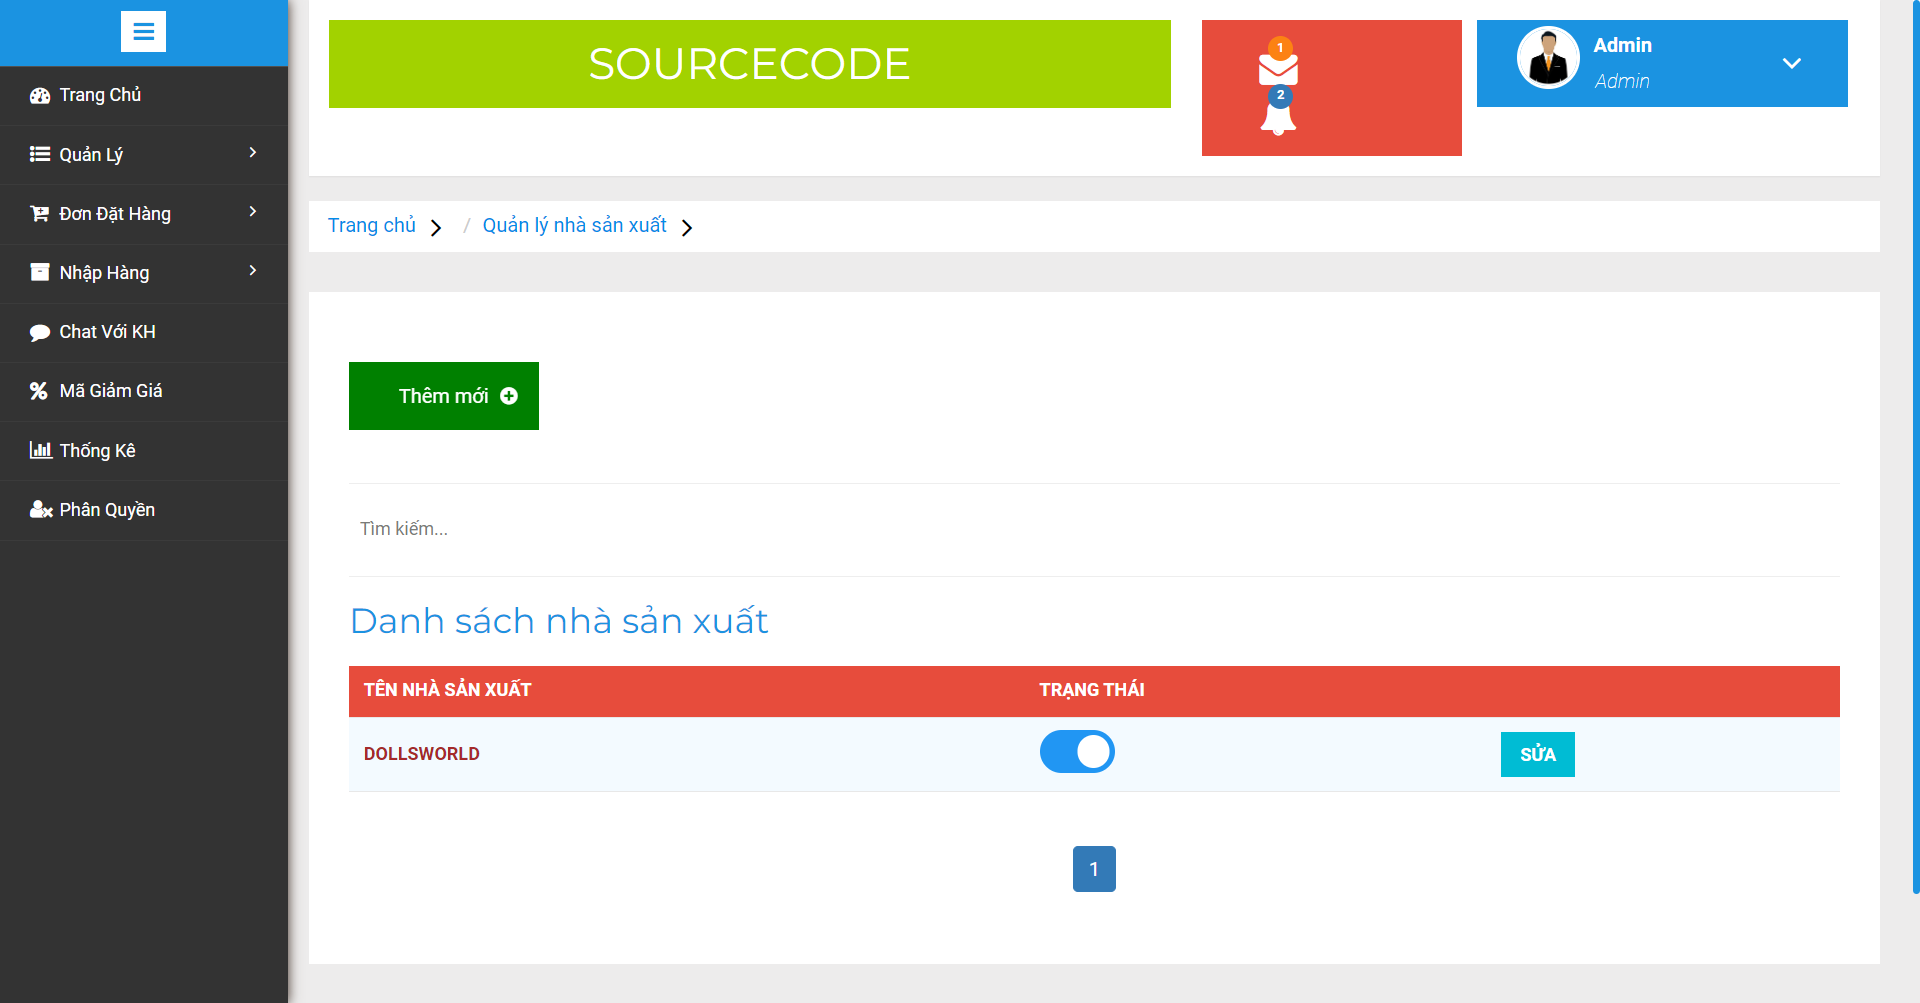 SOURCECODE
1
2
Admin
Admin
Trang Chủ
Quản Lý
Đơn Đặt Hàng
Nhập Hàng
Chat Với KH
Mã Giảm Giá
Thống Kê
Phân Quyền
Trang chủ / Quản lý nhà sản xuất
Thêm mới
Tìm kiếm...
Danh sách nhà sản xuất
TÊN NHÀ SẢN XUẤT TRẠNG THÁI
DOLLSWORLD SỬA
1